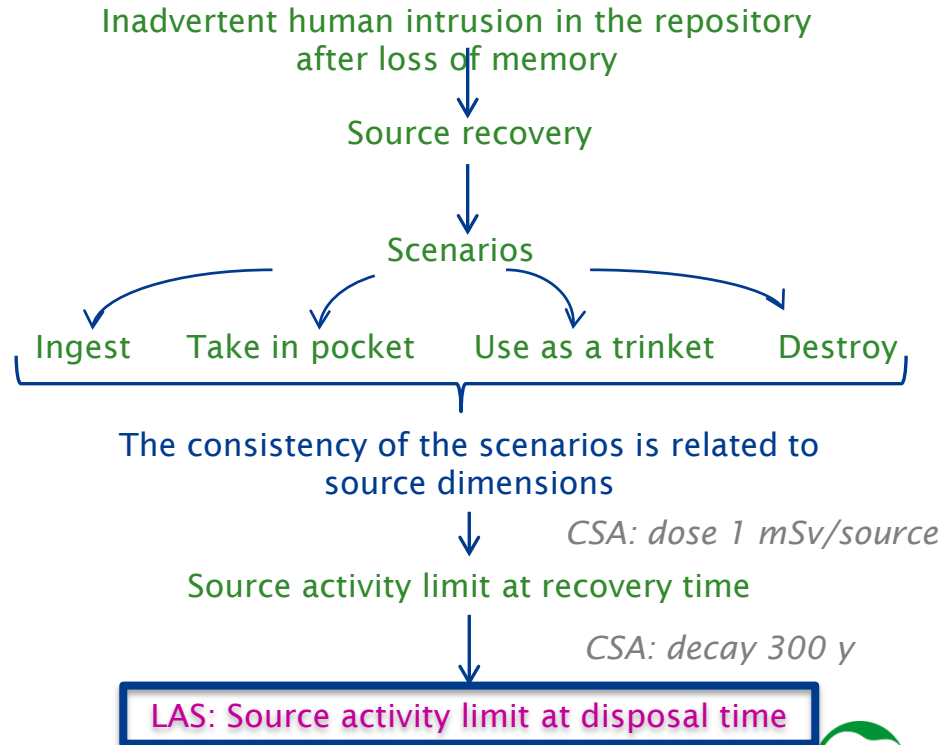 Inadvertent human intrusion in the repository
after loss of memory
Source recovery
Scenarios
Ingest Take in pocket Use as a trinket Destroy
The consistency of the scenarios is related to
source dimensions
CSA: dose 1 mSv/source
Source activity limit at recovery time
CSA: decay 300 y
LAS: Source activity limit at disposal time